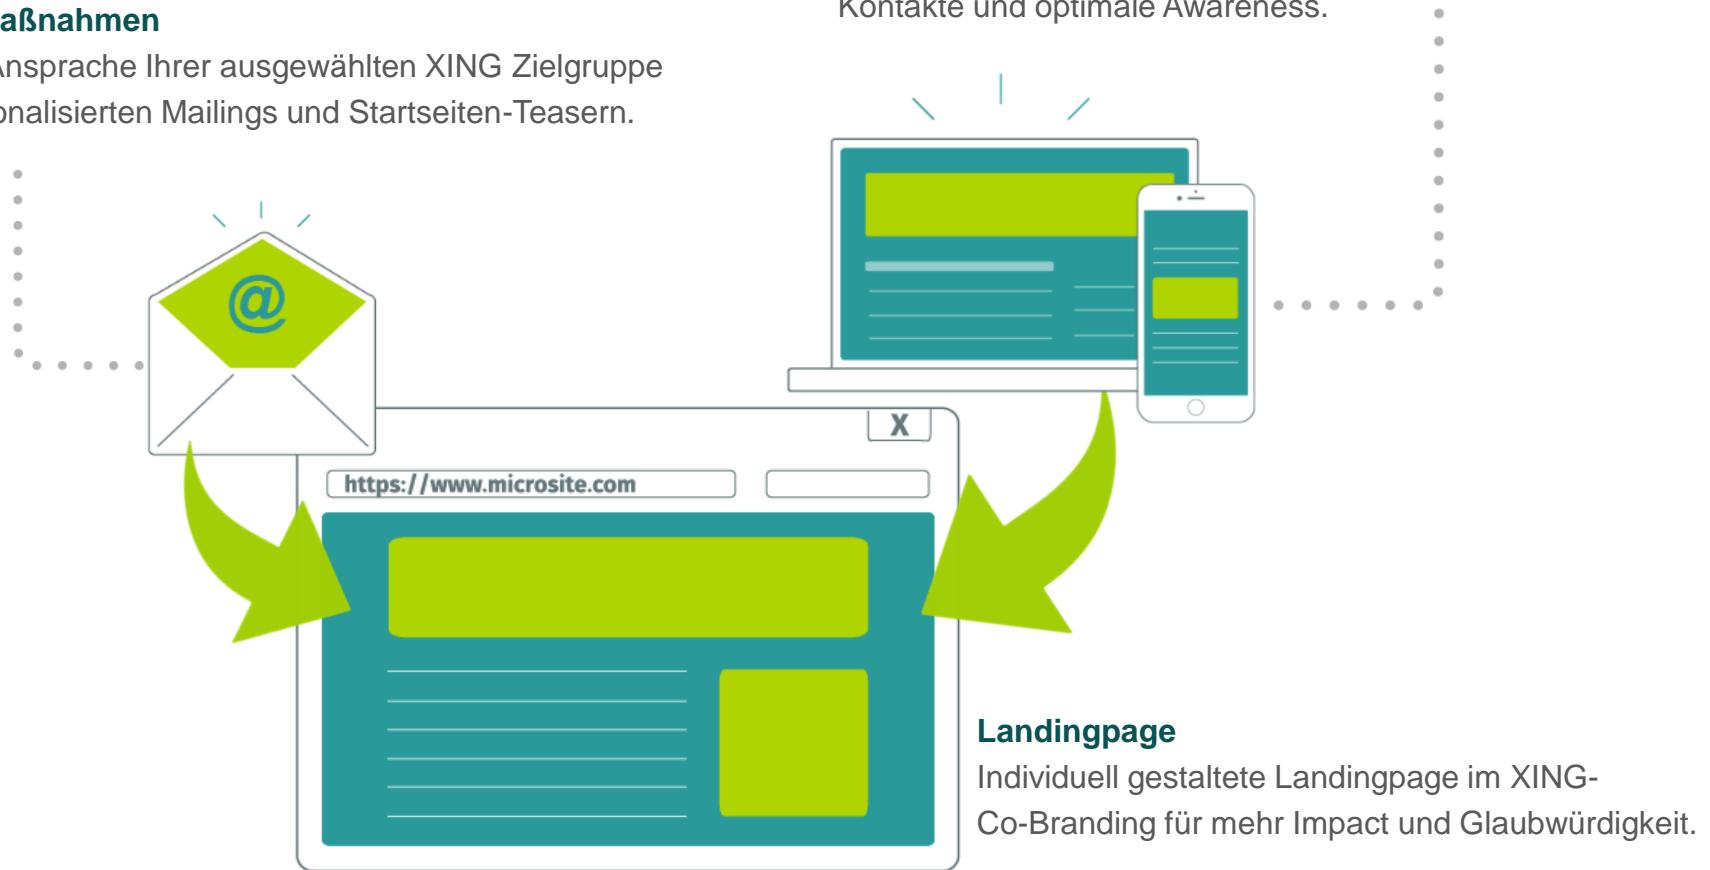 aßnahmen
Ansprache Ihrer ausgewählten XING Zielgruppe
onalisierten Mailings und Startseiten-Teasern.
Kontakte und optimale Awareness.
@
X
https://www.microsite.com
Landingpage
Individuell gestaltete Landingpage im XING-
Co-Branding für mehr Impact und Glaubwürdigkeit.